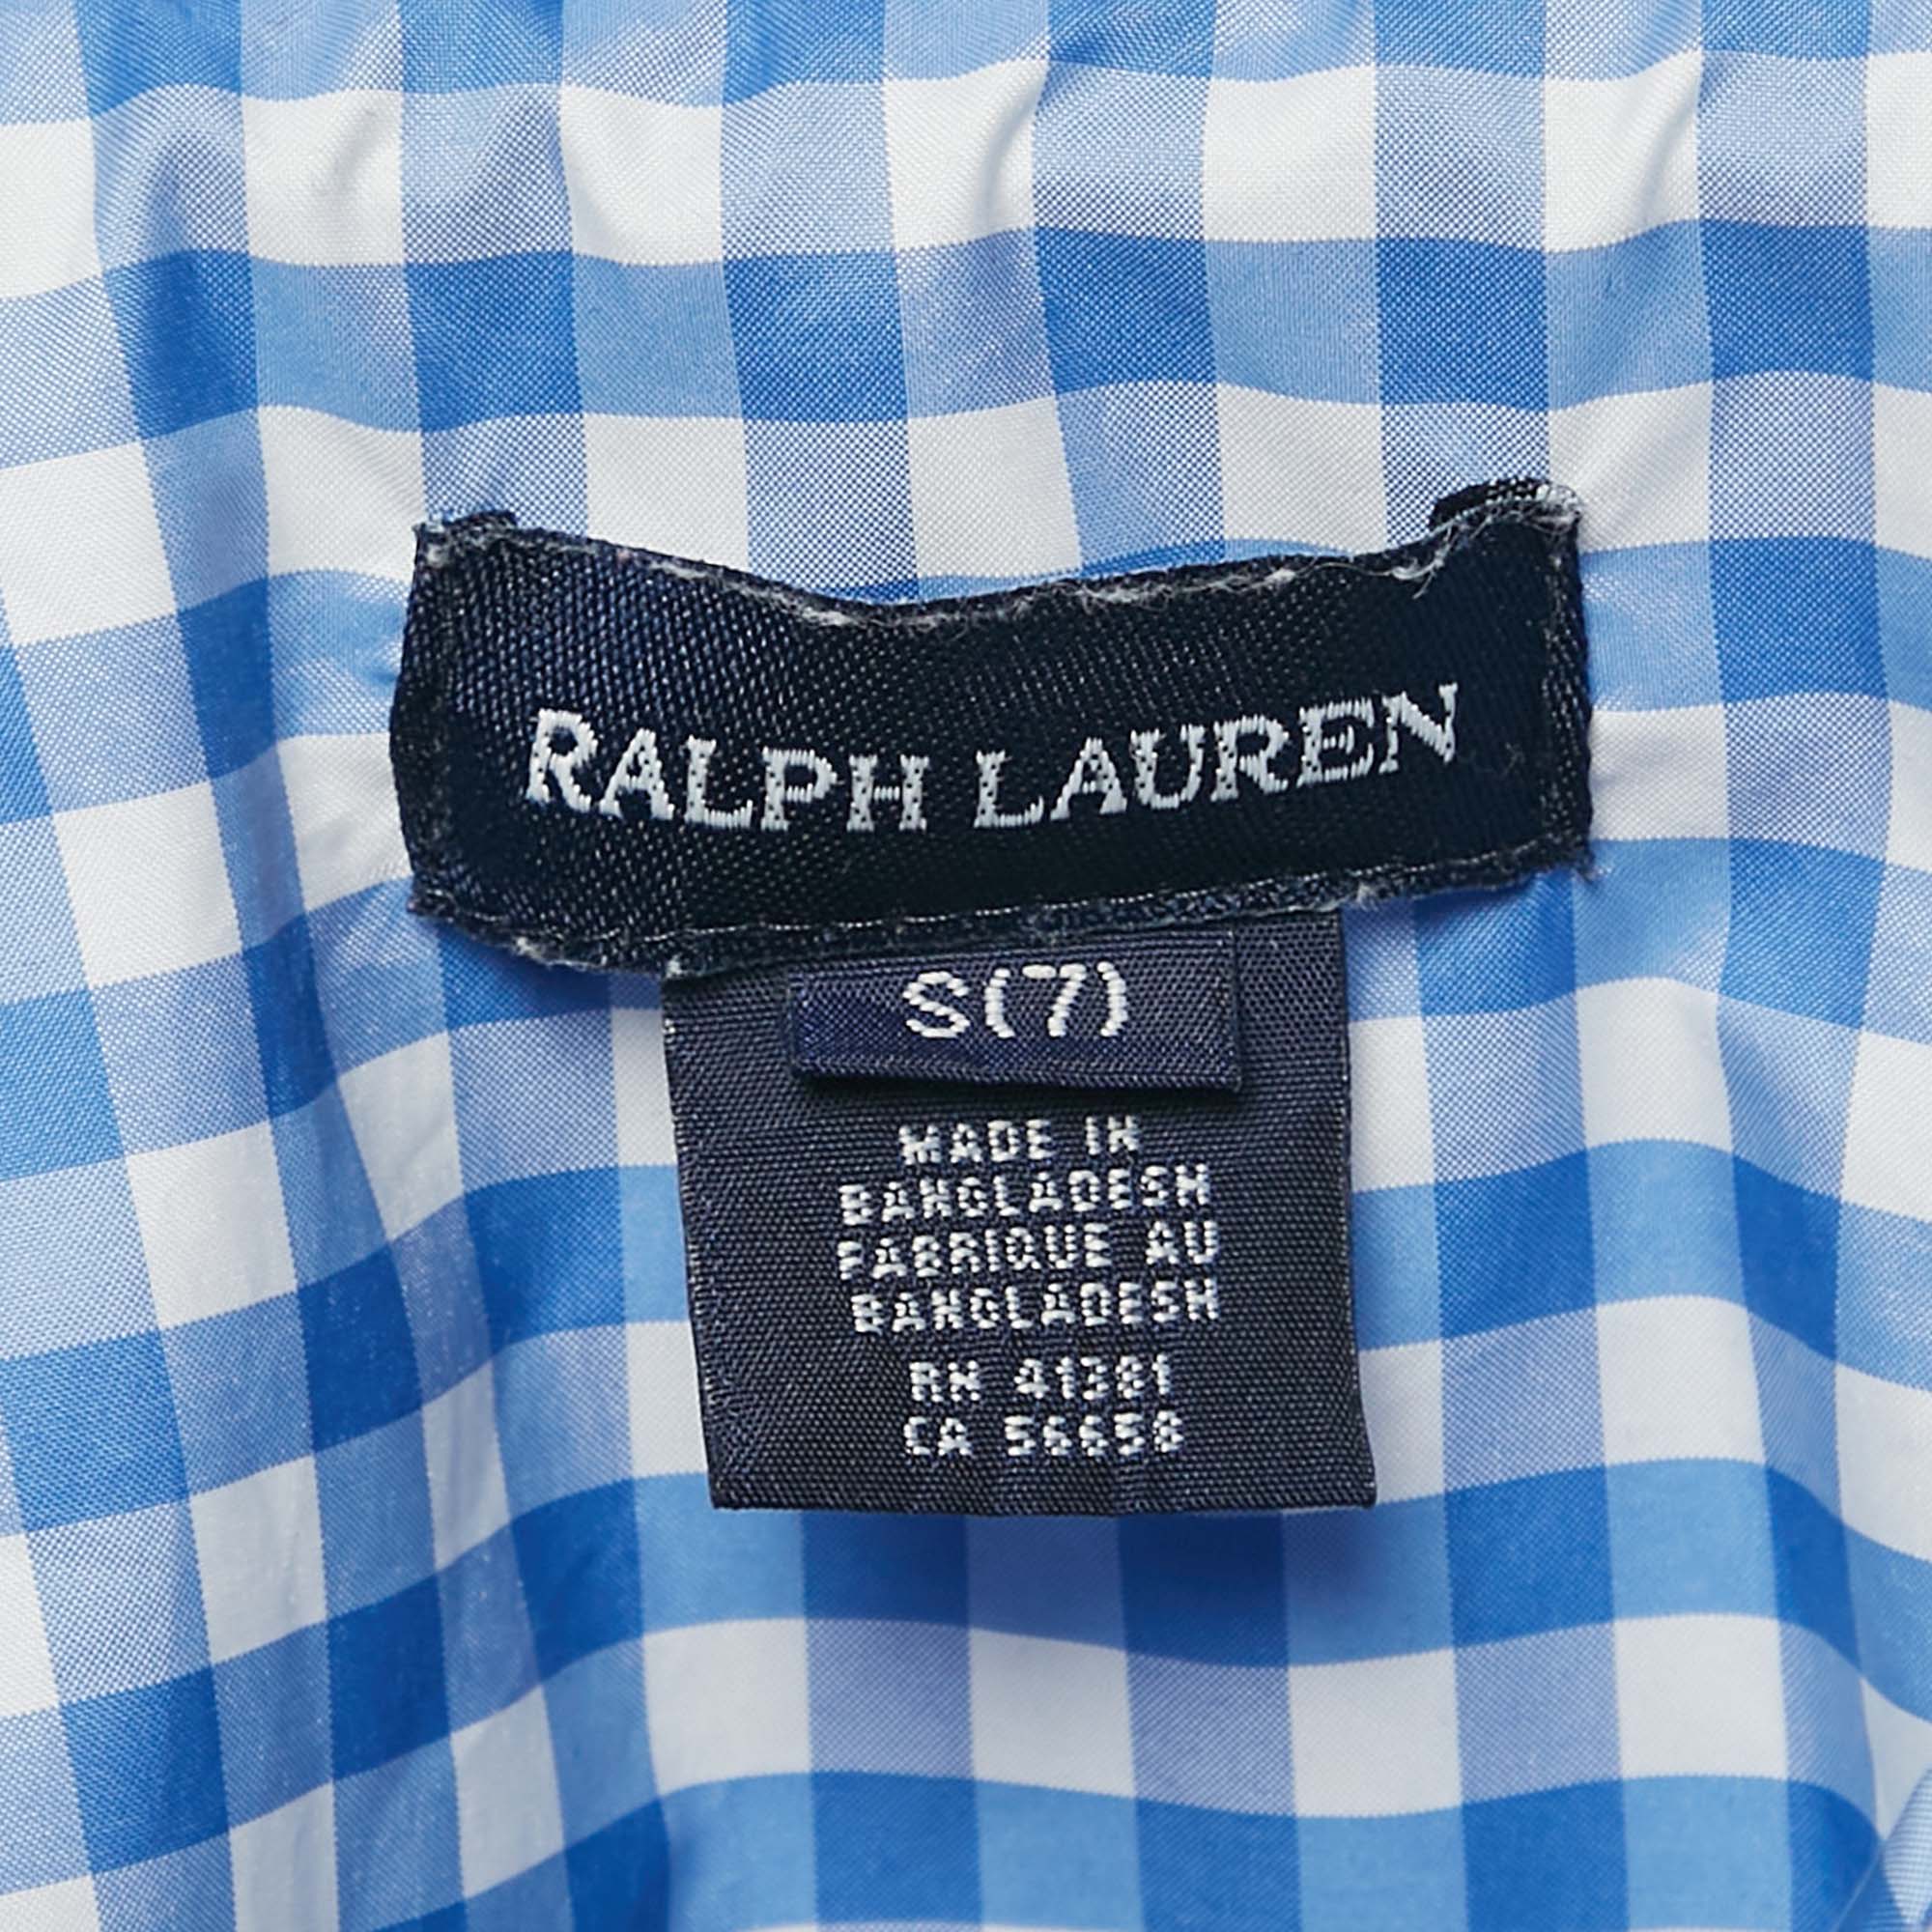 RALPH LAUREN
S(7)
MADE IN
BANGLADESH
FABRIQUE AU
BANGLADESH
RN 41381
CA 56658